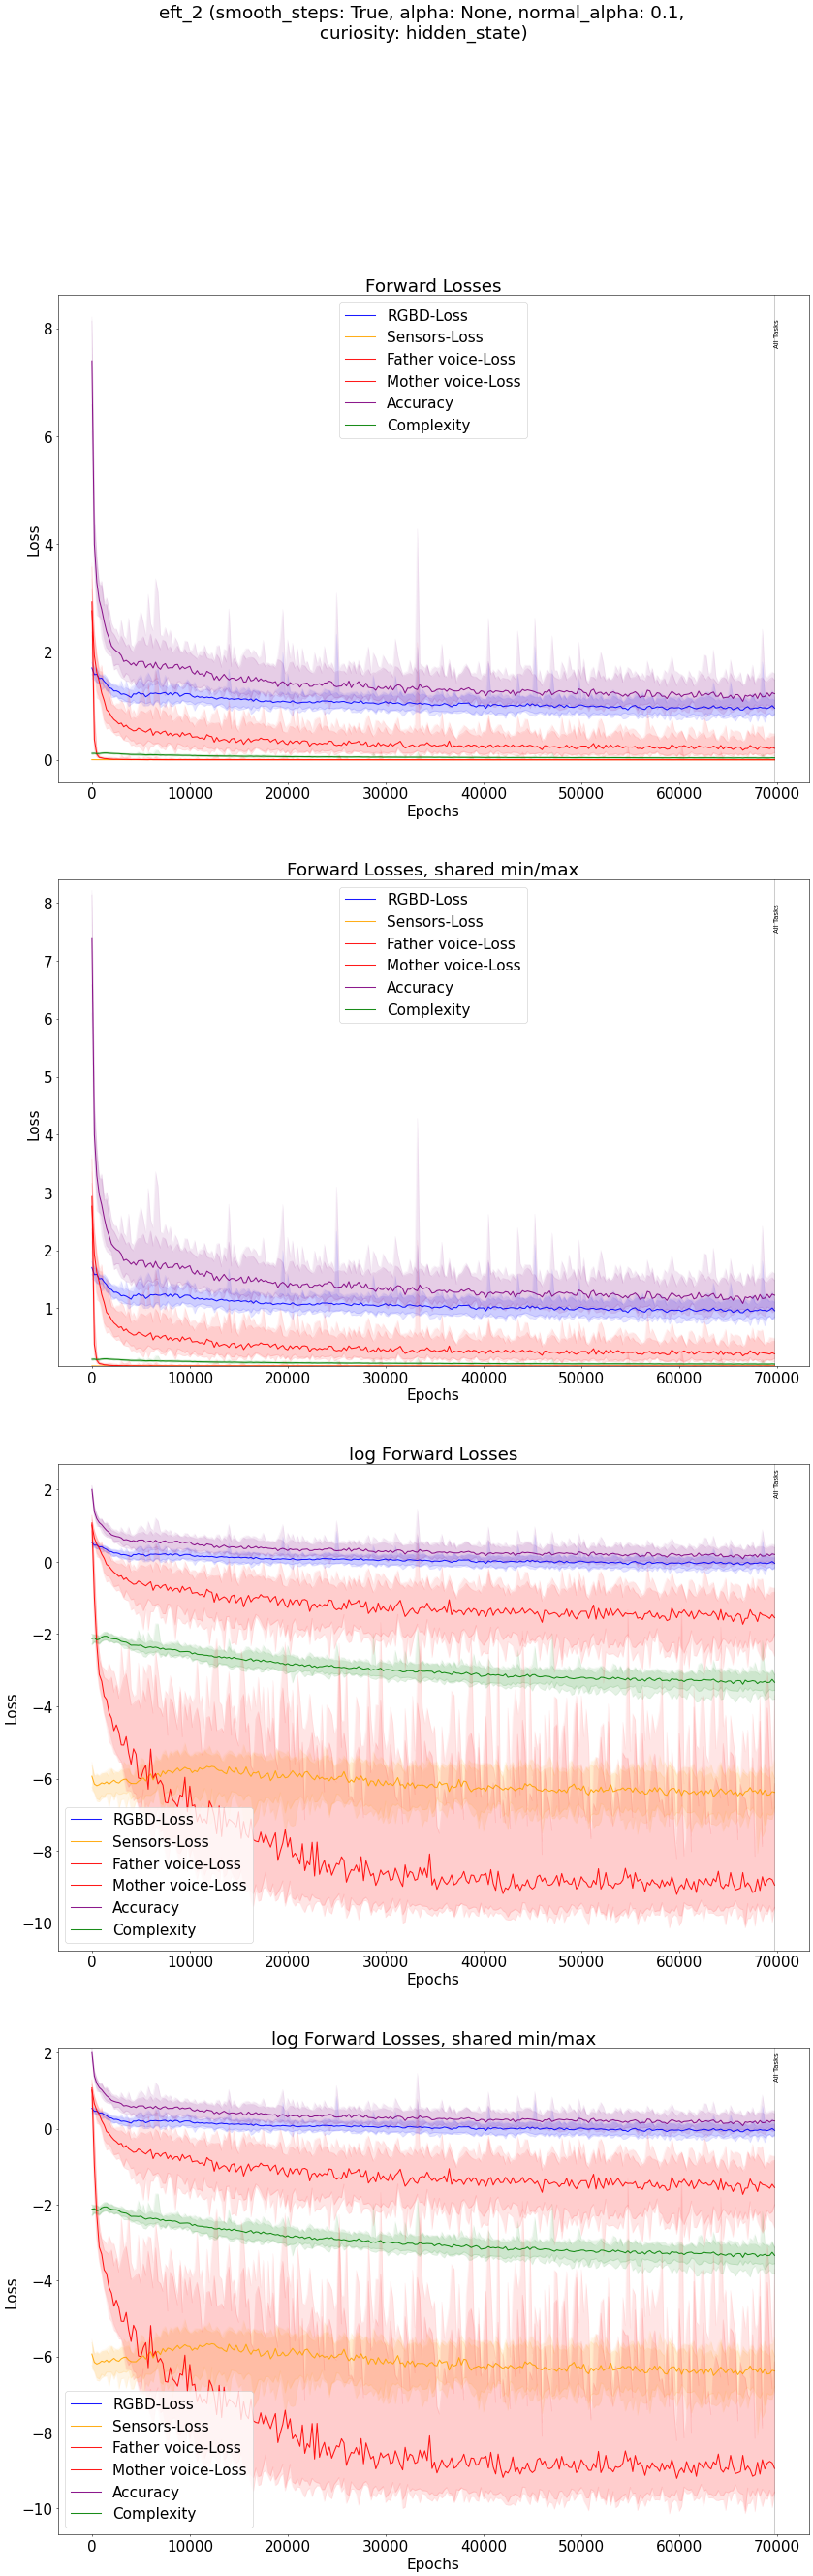 eft_2 (smooth_steps: True, alpha: None, normal_alpha: 0.1,
curiosity: hidden_state)
Forward Losses
RGBD-Loss
Sensors-Loss
Father voice-Loss
Mother voice-Loss
Accuracy
Complexity
All Tasks
8
6
4
2
0
Loss
0 10000 20000 30000 40000 50000 60000 70000
Epochs
Forward Losses, shared min/max
RGBD-Loss
Sensors-Loss
Father voice-Loss
Mother voice-Loss
Accuracy
Complexity
All Tasks
8
7
6
5
4
3
2
1
Loss
0 10000 20000 30000 40000 50000 60000 70000
Epochs
log Forward Losses
All Tasks
2
0
−2
−4
−6
−8
−10
Loss
RGBD-Loss
Sensors-Loss
Father voice-Loss
Mother voice-Loss
Accuracy
Complexity
0 10000 20000 30000 40000 50000 60000 70000
Epochs
log Forward Losses, shared min/max
All Tasks
2
0
−2
−4
−6
−8
−10
Loss
RGBD-Loss
Sensors-Loss
Father voice-Loss
Mother voice-Loss
Accuracy
Complexity
0 10000 20000 30000 40000 50000 60000 70000
Epochs